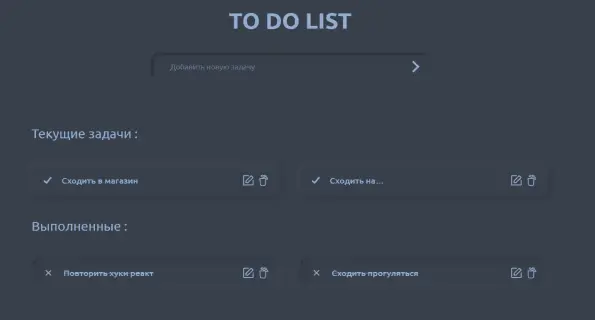 TO DO LIST
Добавить новую задачу
Текущие задачи :
Сходить в магазин
Сходить на...
Выполненные :
Повторить хуки реакт
Сходить прогуляться